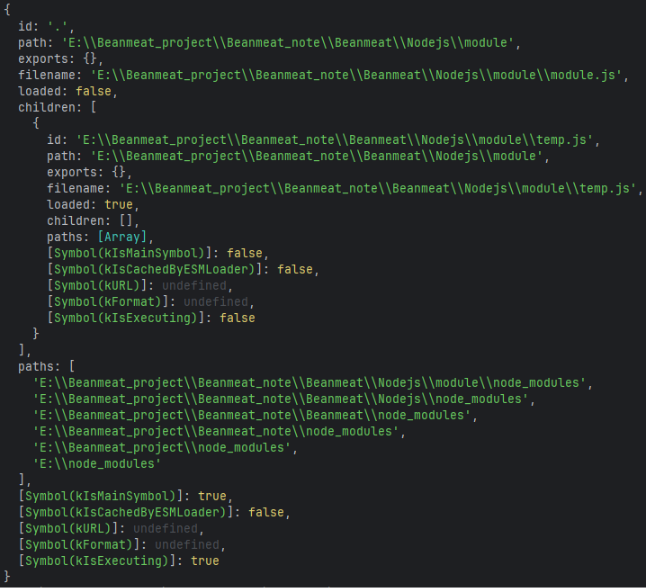 {
  id: '.',
  path: 'E:\\Beanmeat_project\\Beanmeat_note\\Beanmeat\\Nodejs\\module',
  exports: {},
  filename: 'E:\\Beanmeat_project\\Beanmeat_note\\Beanmeat\\Nodejs\\module\\module.js',
  loaded: false,
  children: [
    {
      id: 'E:\\Beanmeat_project\\Beanmeat_note\\Beanmeat\\Nodejs\\module\\temp.js',
      path: 'E:\\Beanmeat_project\\Beanmeat_note\\Beanmeat\\Nodejs\\module',
      exports: {},
      filename: 'E:\\Beanmeat_project\\Beanmeat_note\\Beanmeat\\Nodejs\\module\\temp.js',
      loaded: true,
      children: [],
      paths: [Array],
      [Symbol(kIsMainSymbol)]: false,
      [Symbol(kIsCachedByESMLoader)]: false,
      [Symbol(kURL)]: undefined,
      [Symbol(kFormat)]: undefined,
      [Symbol(kIsExecuting)]: false
    }
  ],
  paths: [
    'E:\\Beanmeat_project\\Beanmeat_note\\Beanmeat\\Nodejs\\module\\node_modules',
    'E:\\Beanmeat_project\\Beanmeat_note\\Beanmeat\\Nodejs\\node_modules',
    'E:\\Beanmeat_project\\Beanmeat_note\\Beanmeat\\node_modules',
    'E:\\Beanmeat_project\\Beanmeat_note\\node_modules',
    'E:\\Beanmeat_project\\node_modules',
    'E:\\node_modules'
  ],
  [Symbol(kIsMainSymbol)]: true,
  [Symbol(kIsCachedByESMLoader)]: false,
  [Symbol(kURL)]: undefined,
  [Symbol(kFormat)]: undefined,
  [Symbol(kIsExecuting)]: true
}